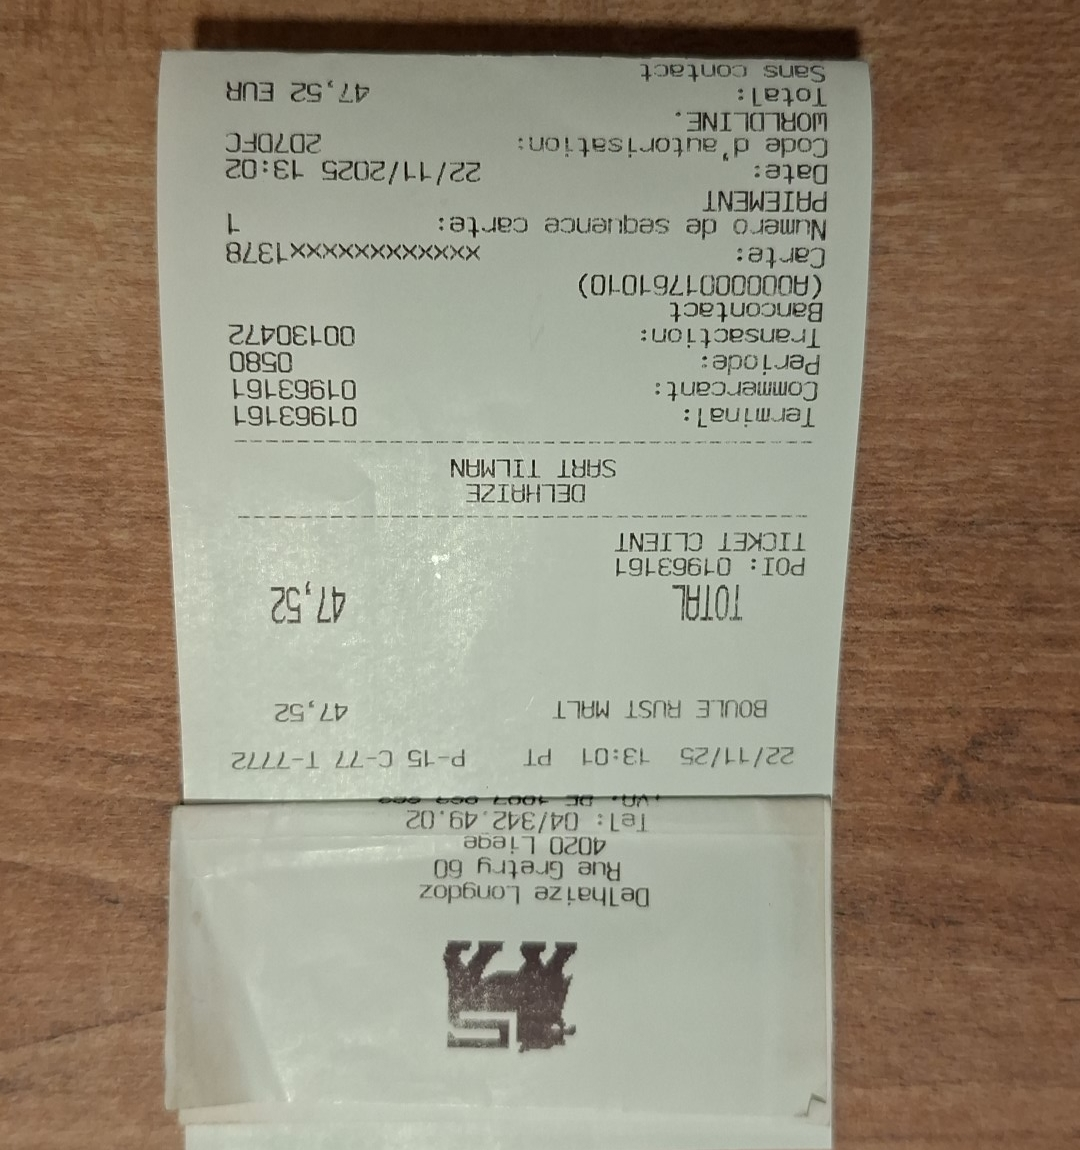 Delhaize Longdoz
Rue Gretry 60
4020 Liege
Tel: 04/342.49.02
22/11/25 13:01 PT P-15 C-77 T-7772
BOULE RUST MALT 47,52
TOTAL 47,52
POI: 01963161
TICKET CLIENT
DELHAIZE
SART TILMAN
Terminal: 01963161
Commercant: 01963161
Periode: 0580
Transaction: 00130472
Bancontact
(A0000001761010)
Carte: xxxxxxxxxxxxx1378
Numero de sequence carte: 1
PAIEMENT
Date: 22/11/2025 13:02
Code d'autorisation: 2D7DFC
WORLDLINE.
Total: 47,52 EUR
Sans contact